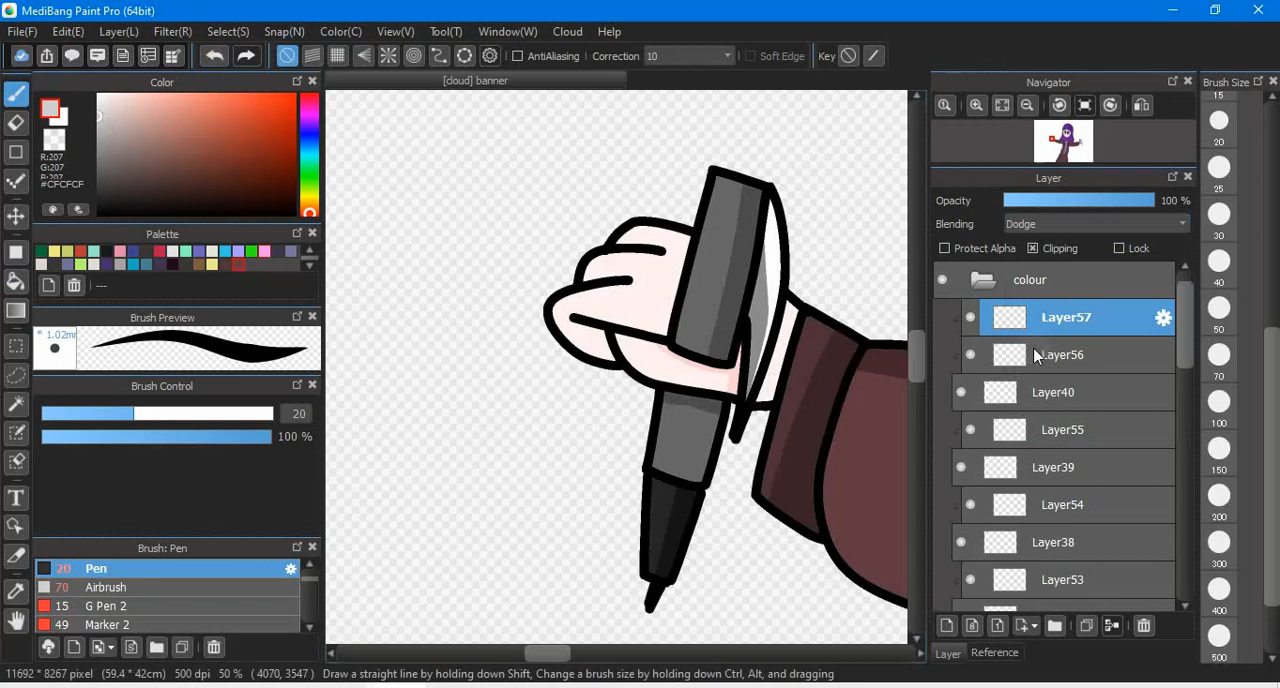 MediBang Paint Pro (64bit)
File(F) Edit(E) Layer(L) Filter(R) Select(S) Snap(N) Color(C) View(V) Tool(T) Window(W) Cloud Help
AntiAliasing Correction 10 Soft Edge Key
Color
[cloud] banner
Navigator
Brush Size
15
20
25
30
40
50
70
100
150
200
300
400
500
R:207
G:207
B:207
#CFCFCF
Palette
---
Brush Preview
* 1.02mm
Brush Control
20
100 %
Brush: Pen
20 Pen
70 Airbrush
15 G Pen 2
49 Marker 2
Layer
Opacity 100 %
Blending Dodge
Protect Alpha Clipping Lock
colour
Layer57
Layer56
Layer40
Layer55
Layer39
Layer54
Layer38
Layer53
Layer Reference
11692 * 8267 pixel (59.4 * 42cm) 500 dpi 50 % ( 4070, 3547 ) Draw a straight line by holding down Shift, Change a brush size by holding down Ctrl, Alt, and dragging